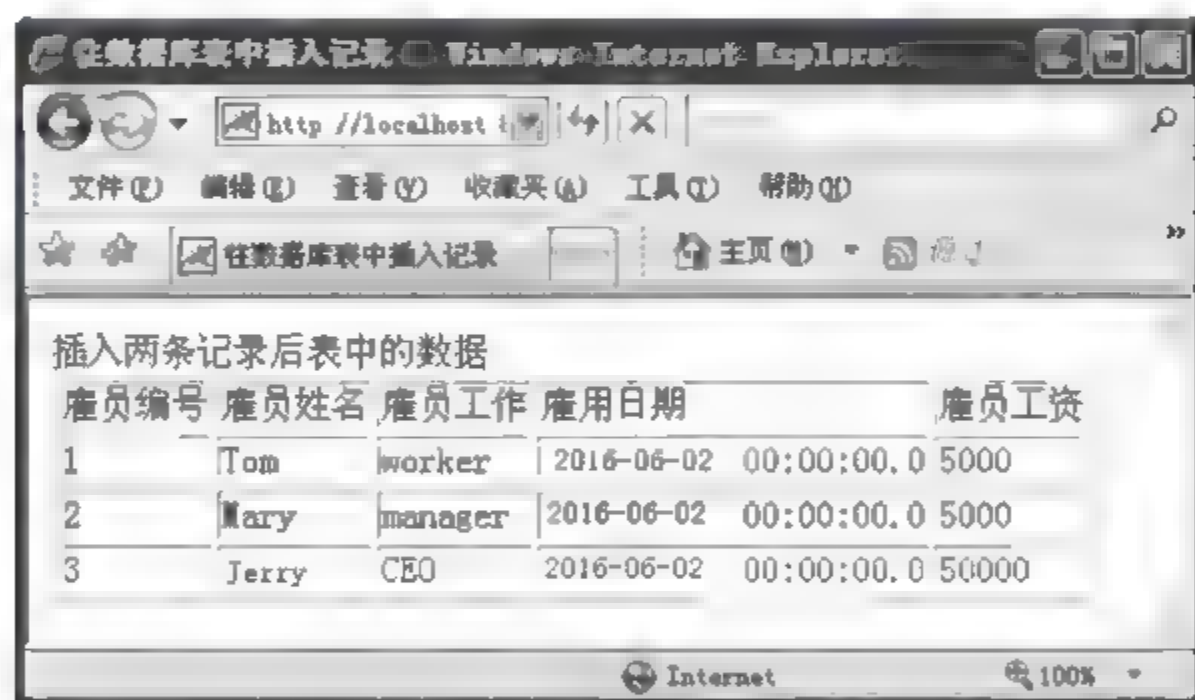 往数据库表中插入记录 Windows Internet Explorer
http //localhost
文件(F) 编辑(E) 查看(V) 收藏夹(A) 工具(T) 帮助(H)
往数据库表中插入记录 主页(M) »
插入两条记录后表中的数据
雇员编号 雇员姓名 雇员工作 雇用日期 雇员工资
1 Tom worker 2016-06-02 00:00:00.0 5000
2 Mary manager 2016-06-02 00:00:00.0 5000
3 Jerry CEO 2016-06-02 00:00:00.0 50000
Internet 100%